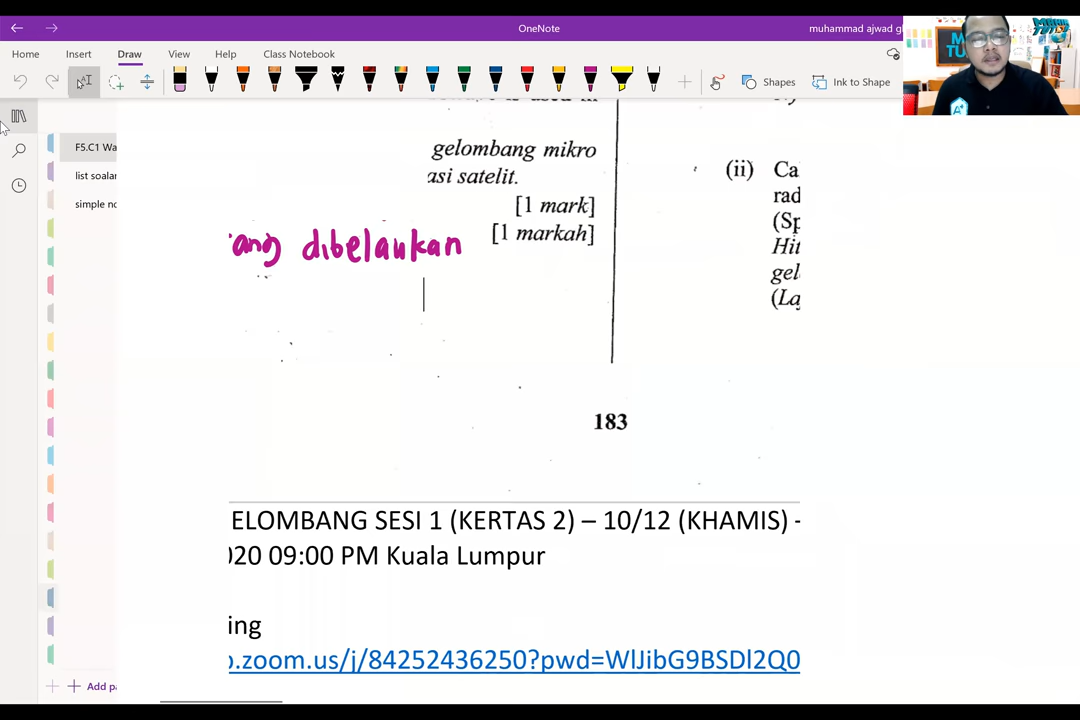 OneNote
muhammad ajwad
Home Insert Draw View Help Class Notebook
Shapes Ink to Shape
F5.C1 Wa
list soalan
simple no
gelombang mikro
asi satelit.
[1 mark]
[1 markah]
ang dibelaukan
(ii) Ca
rad
(Sp
Hit
gel
(La
183
ELOMBANG SESI 1 (KERTAS 2) – 10/12 (KHAMIS) -
020 09:00 PM Kuala Lumpur
ing
o.zoom.us/j/84252436250?pwd=WlJibG9BSDl2Q0
Add pa